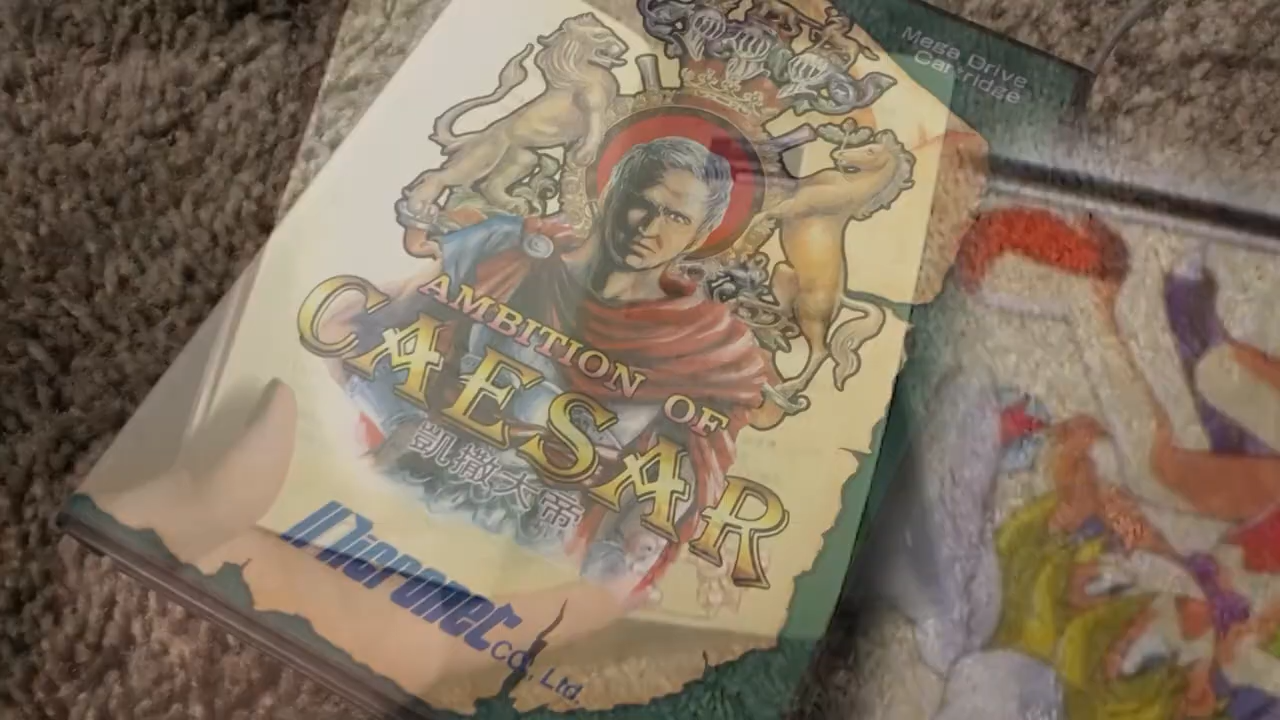 Mega Drive
Cartridge
AMBITION OF
CAESAR
凱撒大帝
Micronet CO., Ltd.